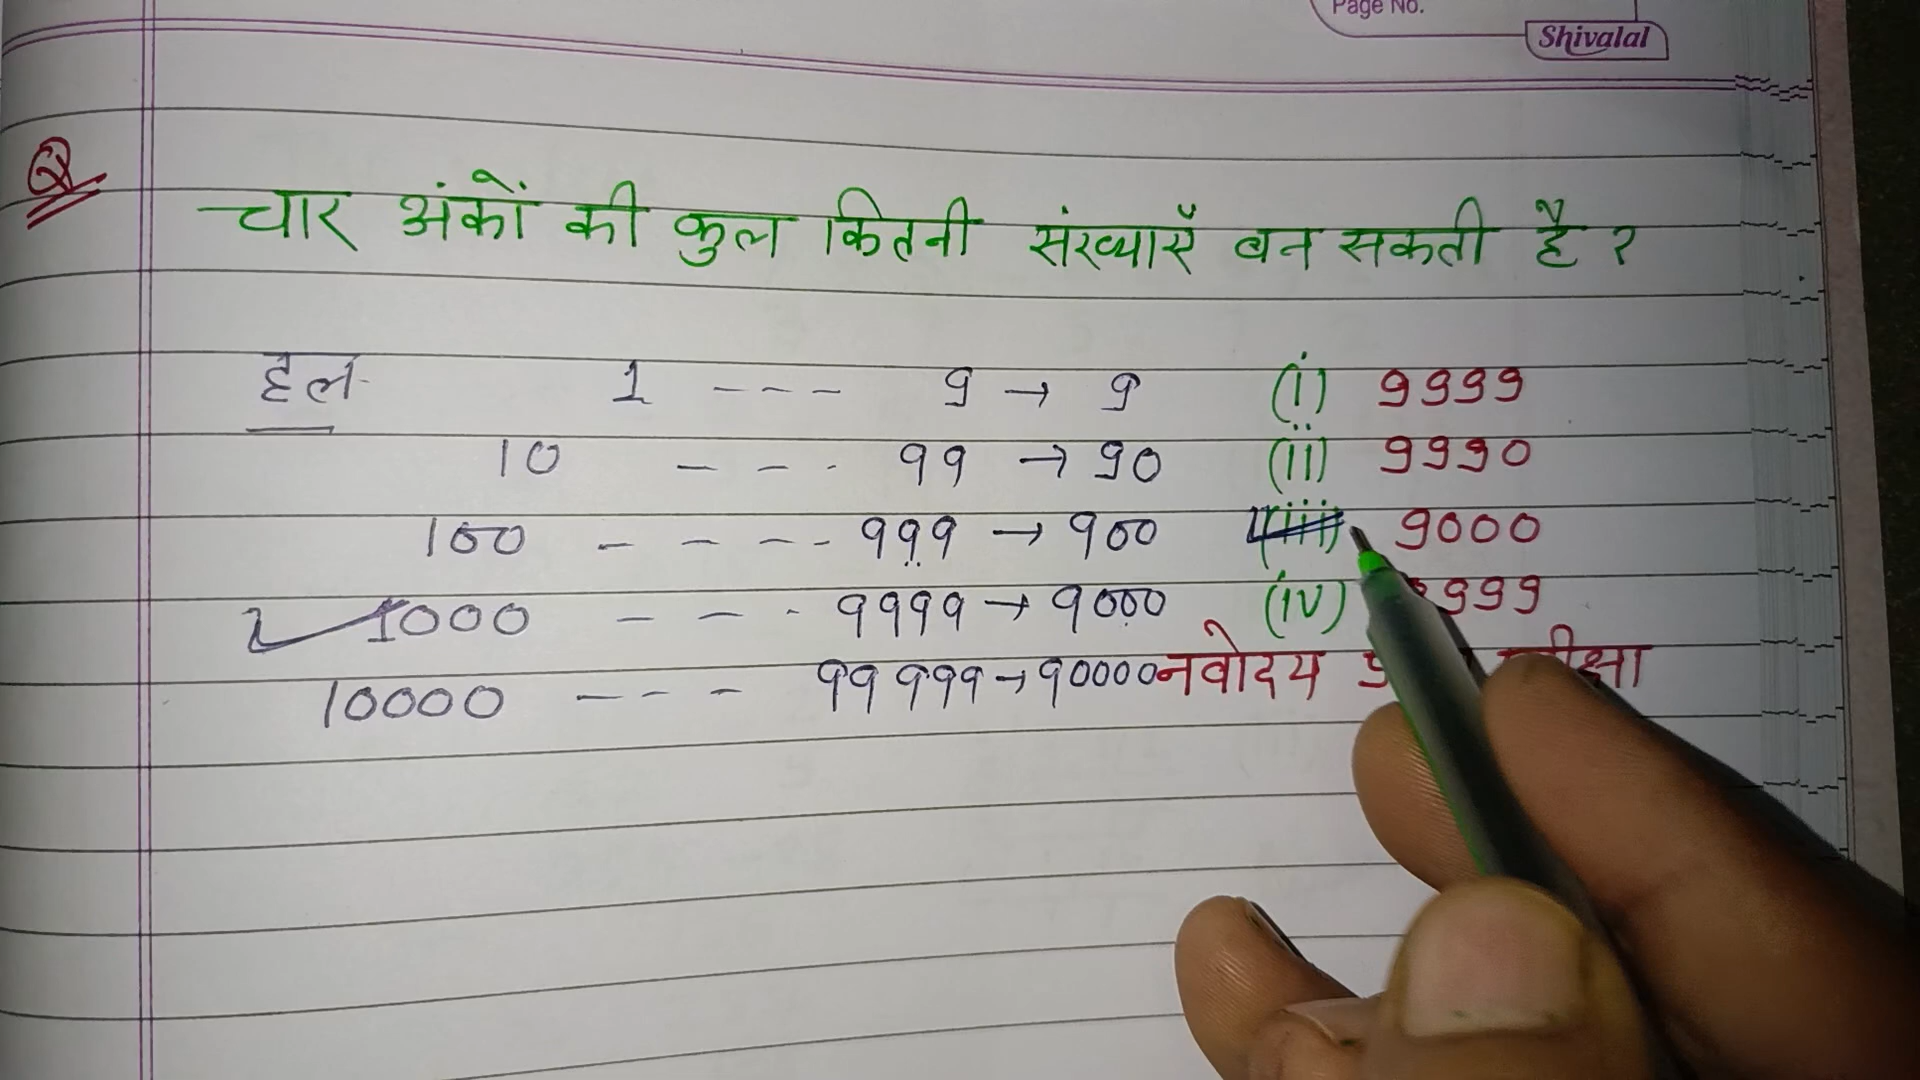 Page No.
Shivalal
Q
चार अंकों की कुल कितनी संख्याएँ बन सकती है ?
हल 1 --- 9 → 9 (i) 9999
10 --- 99 → 90 (ii) 9990
100 ---- 999 → 900 (iii) 9000
1000 --- 9999 → 9000 (iv) 999
10000 --- 99999 → 90000 नवोदय